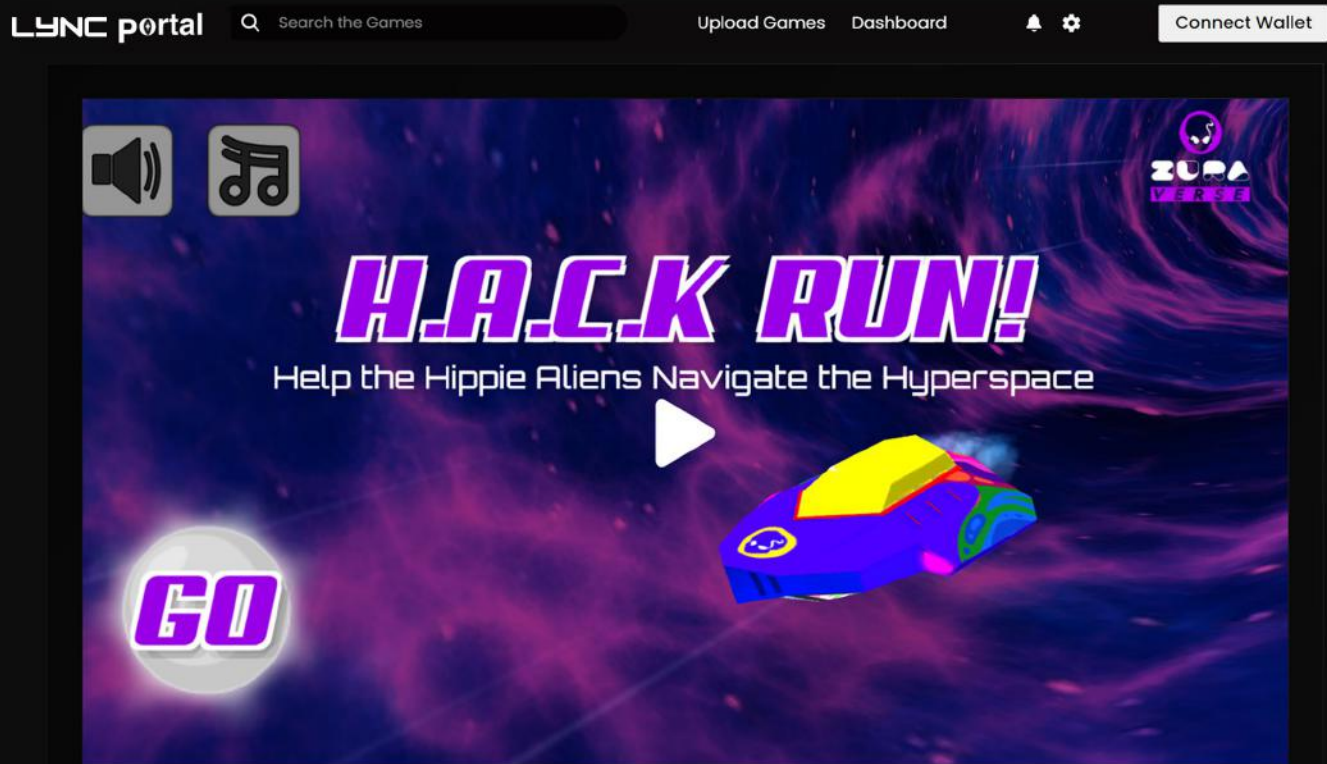 LYNC portal
Search the Games
Upload Games
Dashboard
Connect Wallet
ZURA
VERSE
H.A.C.K RUN!
Help the Hippie Aliens Navigate the Hyperspace
GO